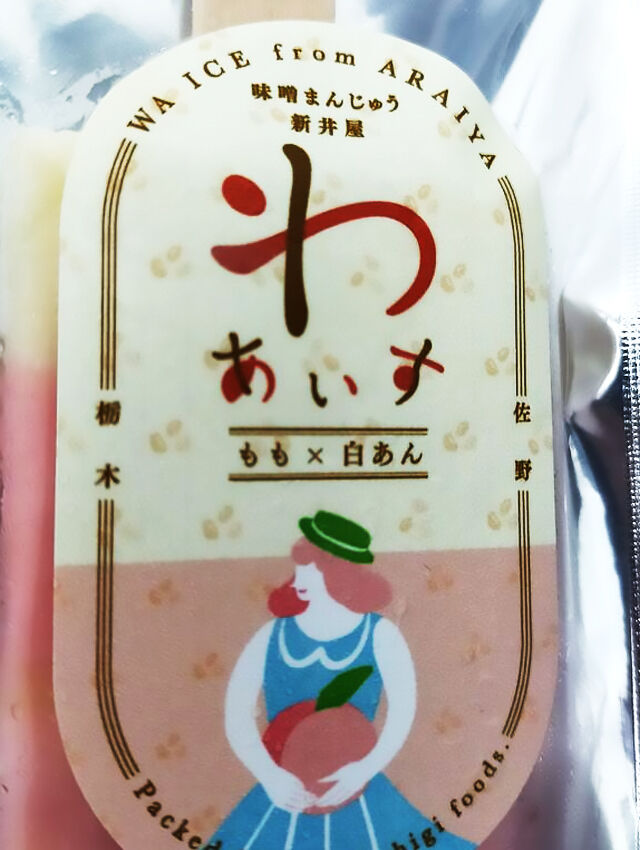 WA ICE from ARAIYA
味噌まんじゅう
新井屋
わ
あいす
もも×白あん
栃木
佐野
Packed
higi foods.